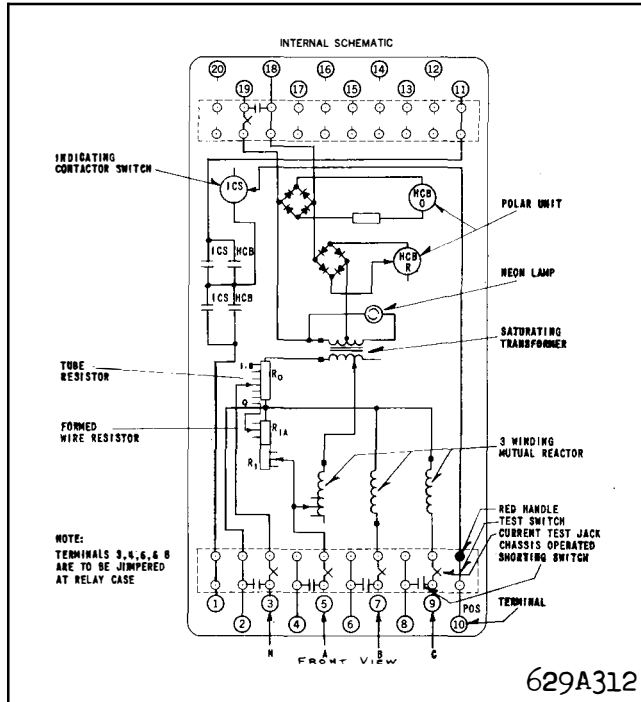 INTERNAL SCHEMATIC
20 18 16 14 12
19 17 15 13 11
INDICATING
CONTACTOR SWITCH
ICS
HCB
O
POLAR UNIT
HCB
R
ICS HCB
NEON LAMP
ICS HCB
SATURATING
TRANSFORMER
TUBE
RESISTOR
1.8
R0
0
FORMED
WIRE RESISTOR
R1A
R1
3 WINDING
MUTUAL REACTOR
NOTE:
TERMINALS 3,4,6,& 8
ARE TO BE JUMPERED
AT RELAY CASE
RED HANDLE
TEST SWITCH
CURRENT TEST JACK
CHASSIS OPERATED
SHORTING SWITCH
1 3 5 7 9 POS
TERMINAL
2 4 6 8 10
N A B C
FRONT VIEW
629A312